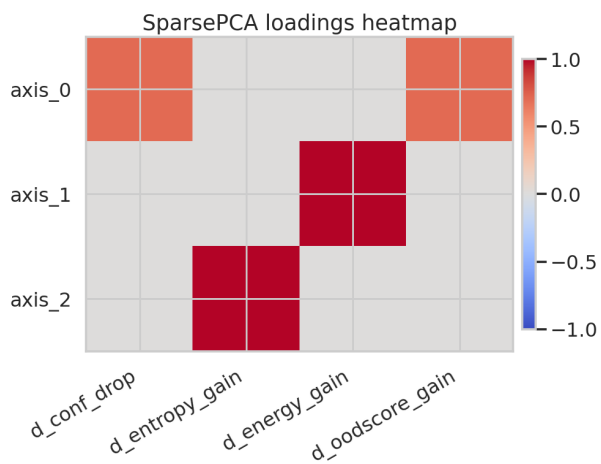 SparsePCA loadings heatmap
axis_0
axis_1
axis_2
d_conf_drop
d_entropy_gain
d_energy_gain
d_oodscore_gain
1.0
0.5
0.0
−0.5
−1.0